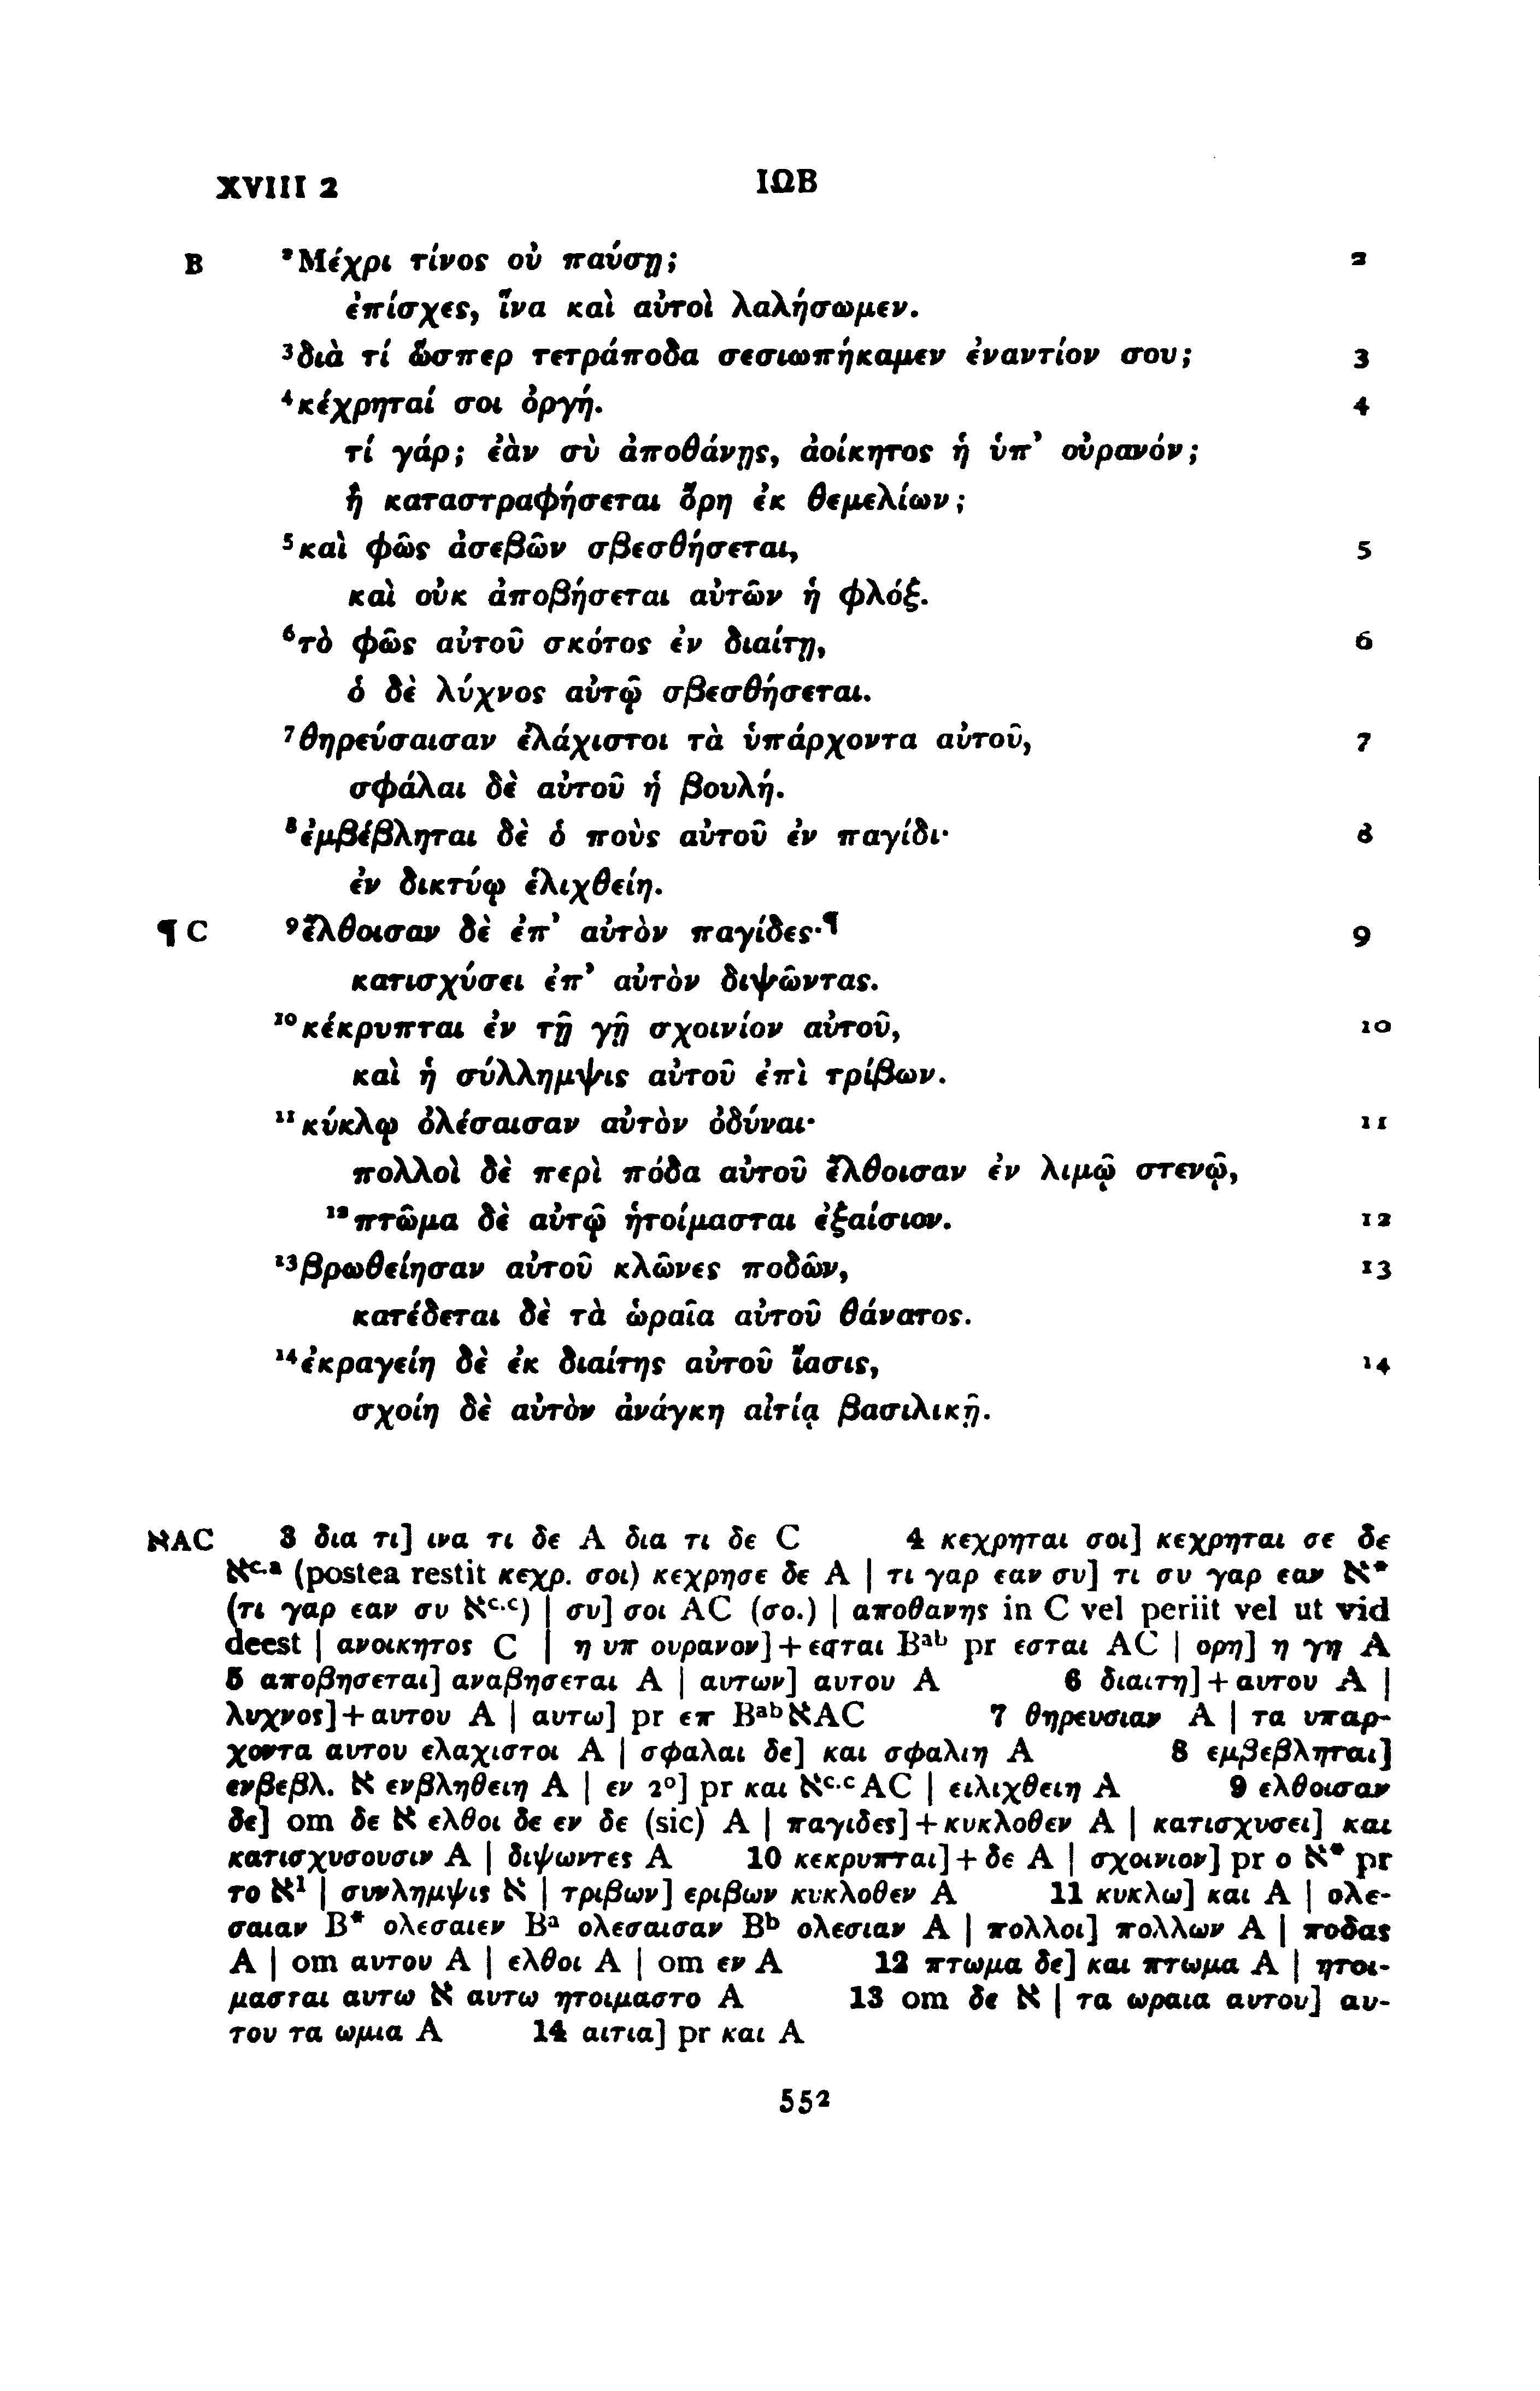 XVIII 2 ΙΩΒ
B ²Μέχρι τίνος οὐ παύσῃ; 2
ἐπίσχες, ἵνα καὶ αὐτοὶ λαλήσωμεν.
³διὰ τί ὥσπερ τετράποδα σεσιωπήκαμεν ἐναντίον σου; 3
⁴κέχρηταί σοι ὀργή. 4
τί γάρ; ἐὰν σὺ ἀποθάνῃς, ἀοίκητος ἡ ὑπ’ οὐρανόν;
ἢ καταστραφήσεται ὄρη ἐκ θεμελίων;
⁵καὶ φῶς ἀσεβῶν σβεσθήσεται, 5
καὶ οὐκ ἀποβήσεται αὐτῶν ἡ φλόξ.
⁶τὸ φῶς αὐτοῦ σκότος ἐν διαίτῃ, 6
ὁ δὲ λύχνος αὐτῷ σβεσθήσεται.
⁷θηρεύσαισαν ἐλάχιστοι τὰ ὑπάρχοντα αὐτοῦ, 7
σφάλαι δὲ αὐτοῦ ἡ βουλή.
⁸ἐμβέβληται δὲ ὁ ποὺς αὐτοῦ ἐν παγίδι· 8
ἐν δικτύῳ ἑλιχθείη.
¶ C ⁹ἔλθοισαν δὲ ἐπ’ αὐτὸν παγίδες·¶ 9
κατισχύσει ἐπ’ αὐτὸν διψῶντας.
¹⁰κέκρυπται ἐν τῇ γῇ σχοινίον αὐτοῦ, 10
καὶ ἡ σύλλημψις αὐτοῦ ἐπὶ τρίβων.
¹¹κύκλῳ ὀλέσαισαν αὐτὸν ὀδύναι· 11
πολλοὶ δὲ περὶ πόδα αὐτοῦ ἔλθοισαν ἐν λιμῷ στενῷ,
¹²πτῶμα δὲ αὐτῷ ἡτοίμασται ἐξαίσιον. 12
¹³βρωθείησαν αὐτοῦ κλῶνες ποδῶν, 13
κατέδεται δὲ τὰ ὡραῖα αὐτοῦ θάνατος.
¹⁴ἐκραγείη δὲ ἐκ διαίτης αὐτοῦ ἴασις, 14
σχοίη δὲ αὐτὸν ἀνάγκη αἰτίᾳ βασιλικῇ.
אAC 3 δια τι] ινα τι δε A δια τι δε C 4 κεχρηται σοι] κεχρηται σε δε
א^c.a (postea restit κεχρ. σοι) κεχρησε δε A | τι γαρ εαν συ] τι συ γαρ εαν א*
(τι γαρ εαν συ א^c.c) | συ] σοι AC (σο.) | αποθανης in C vel periit vel ut vid
deest | ανοικητος C | η υπ ουρανον]+εσται B^ab pr εσται AC | ορη] η γη A
5 αποβησεται] αναβησεται A | αυτων] αυτου A 6 διαιτη]+αυτου A |
λυχνος]+αυτου A | αυτω] pr επ B^abאAC 7 θηρευσιαν A | τα υπαρ-
χοντα αυτου ελαχιστοι A | σφαλαι δε] και σφαλιη A 8 εμβεβληται]
ενβεβλ. א ενβληθειη A | εν 2°] pr και א^c.cAC | ειλιχθειη A 9 ελθοισαν
δε] om δε א ελθοι δε εν δε (sic) A | παγιδες]+κυκλοθεν A | κατισχυσει] και
κατισχυσουσιν A | διψωντες A 10 κεκρυπται]+δε A | σχοινιον] pr ο א* pr
το א¹ | συνλημψις א | τριβων] εριβων κυκλοθεν A 11 κυκλω] και A | ολε-
σαιαν B* ολεσαιεν B^a ολεσαισαν B^b ολεσιαν A | πολλοι] πολλων A | ποδας
A | om αυτου A | ελθοι A | om εν A 12 πτωμα δε] και πτωμα A | ητοι-
μασται αυτω א αυτω ητοιμαστο A 13 om δε א | τα ωραια αυτου] αυ-
του τα ωμια A 14 αιτια] pr και A
552